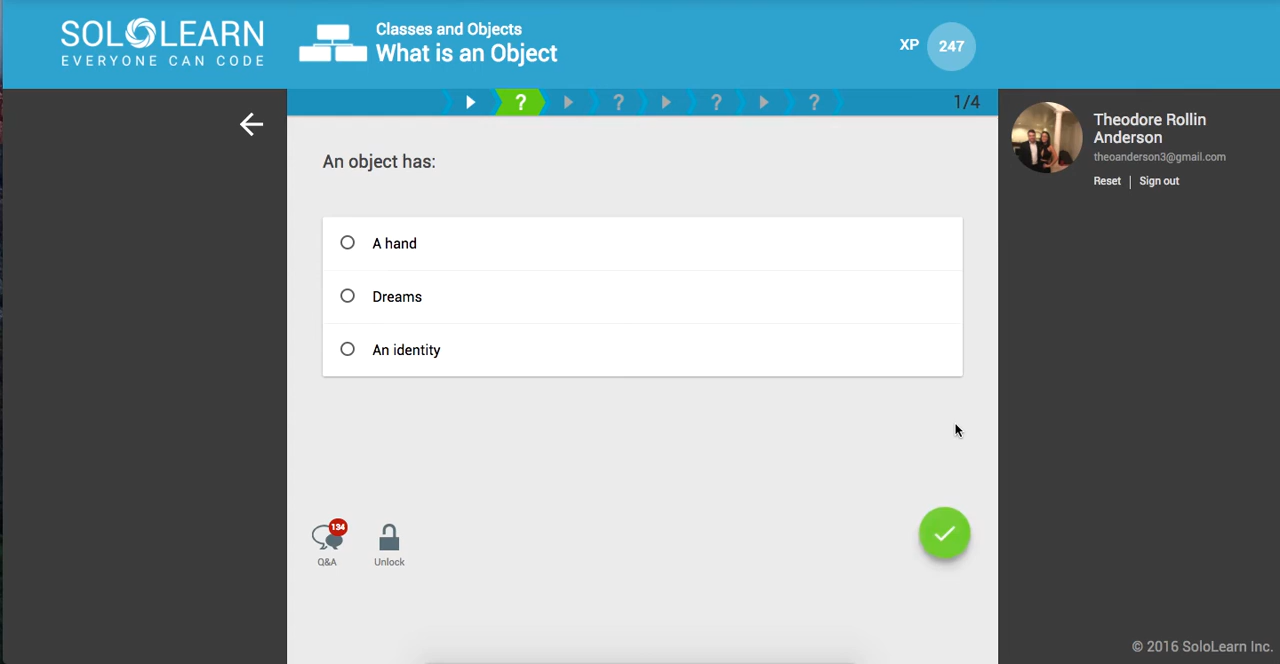 SOLOLEARN
EVERYONE CAN CODE
Classes and Objects
What is an Object
XP 247
? ? ? ? 1/4
Theodore Rollin
Anderson
theoanderson3@gmail.com
Reset | Sign out
An object has:
A hand
Dreams
An identity
134
Q&A
Unlock
© 2016 SoloLearn Inc.